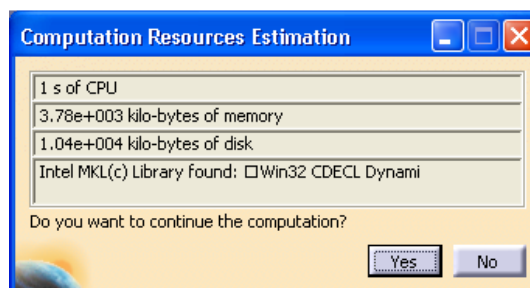 Computation Resources Estimation
1 s of CPU
3.78e+003 kilo-bytes of memory
1.04e+004 kilo-bytes of disk
Intel MKL(c) Library found: □Win32 CDECL Dynami
Do you want to continue the computation?
Yes No